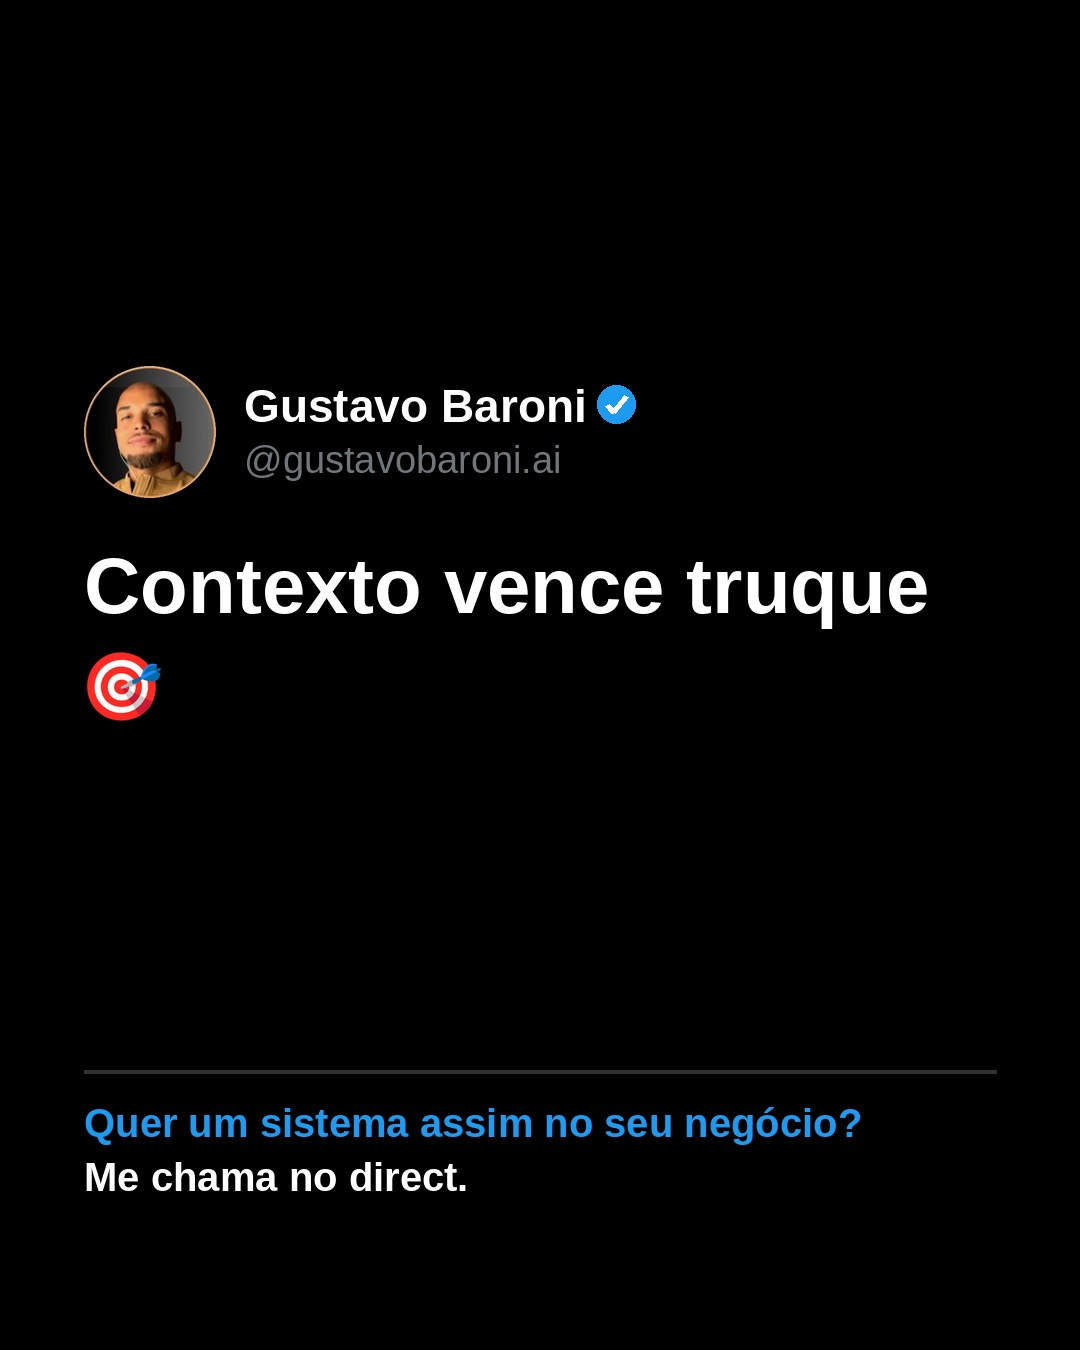 Gustavo Baroni
@gustavobaroni.ai
Contexto vence truque
🎯
Quer um sistema assim no seu negócio?
Me chama no direct.